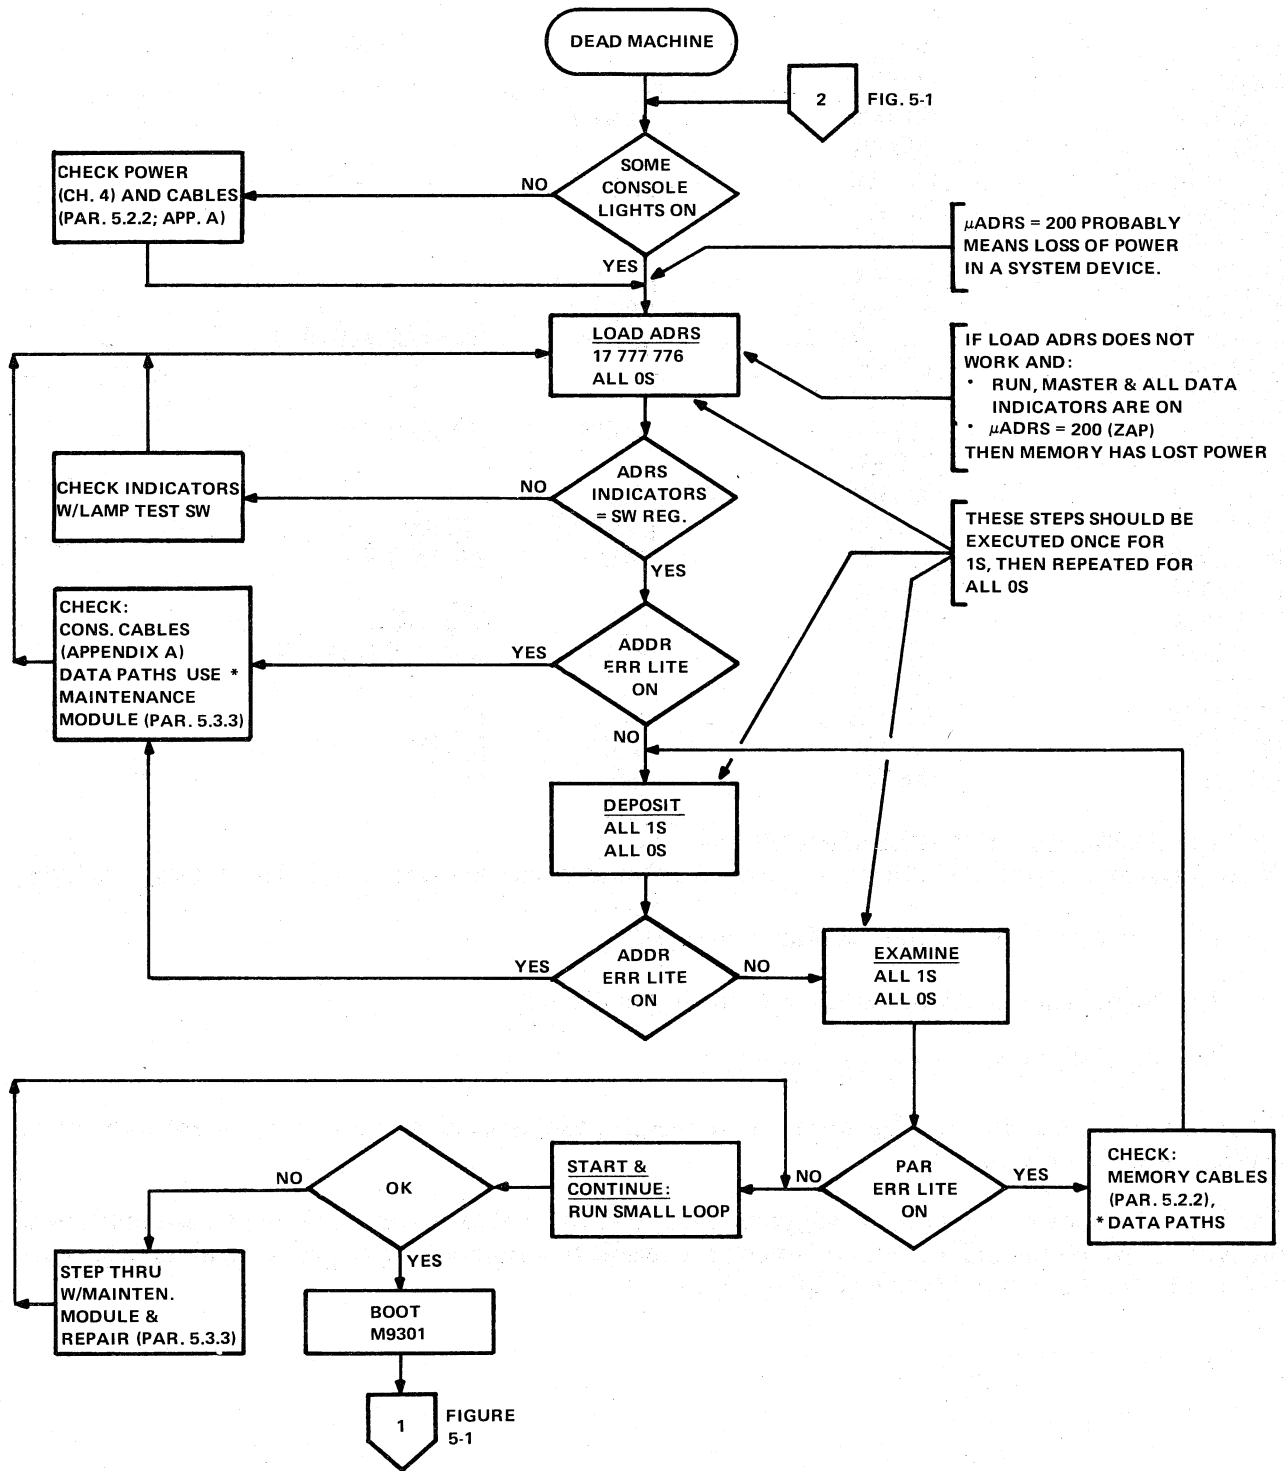 DEAD MACHINE
2
FIG. 5-1
SOME
CONSOLE
LIGHTS ON
NO
CHECK POWER
(CH. 4) AND CABLES
(PAR. 5.2.2; APP. A)
YES
µADRS = 200 PROBABLY
MEANS LOSS OF POWER
IN A SYSTEM DEVICE.
LOAD ADRS
17 777 776
ALL 0S
IF LOAD ADRS DOES NOT
WORK AND:
• RUN, MASTER & ALL DATA
INDICATORS ARE ON
• µADRS = 200 (ZAP)
THEN MEMORY HAS LOST POWER
ADRS
INDICATORS
= SW REG.
NO
CHECK INDICATORS
W/LAMP TEST SW
YES
THESE STEPS SHOULD BE
EXECUTED ONCE FOR
1S, THEN REPEATED FOR
ALL 0S
CHECK:
CONS. CABLES
(APPENDIX A)
DATA PATHS USE *
MAINTENANCE
MODULE (PAR. 5.3.3)
YES
ADDR
ERR LITE
ON
NO
DEPOSIT
ALL 1S
ALL 0S
YES
ADDR
ERR LITE
ON
NO
EXAMINE
ALL 1S
ALL 0S
PAR
ERR LITE
ON
NO
YES
CHECK:
MEMORY CABLES
(PAR. 5.2.2),
* DATA PATHS
START &
CONTINUE:
RUN SMALL LOOP
OK
NO
YES
STEP THRU
W/MAINTEN.
MODULE &
REPAIR (PAR. 5.3.3)
BOOT
M9301
1
FIGURE
5-1